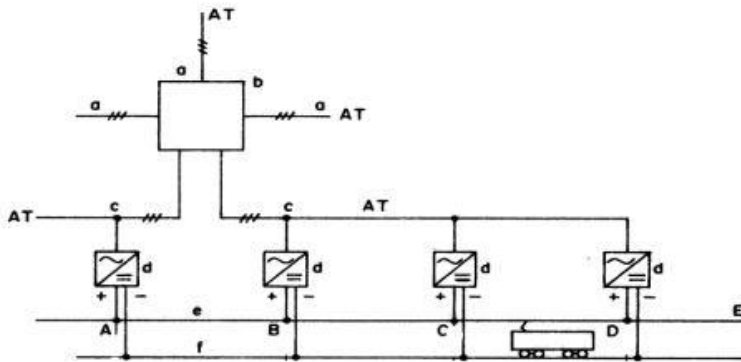 AT
a b
a a AT
AT c c AT
d d d d
+ − + − + − + −
A e B C D E
f